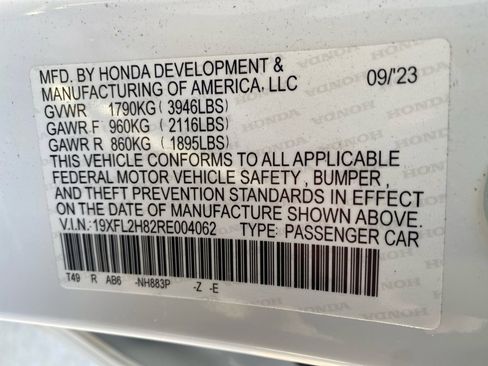 MFD. BY HONDA DEVELOPMENT &
MANUFACTURING OF AMERICA, LLC 09/'23
GVWR 1790KG ( 3946LBS)
GAWR F 960KG ( 2116LBS)
GAWR R 860KG ( 1895LBS)
THIS VEHICLE CONFORMS TO ALL APPLICABLE
FEDERAL MOTOR VEHICLE SAFETY , BUMPER ,
AND THEFT PREVENTION STANDARDS IN EFFECT
ON THE DATE OF MANUFACTURE SHOWN ABOVE.
V.I.N.: 19XFL2H82RE004062 TYPE: PASSENGER CAR
T49 R AB6 -NH883P -Z -E